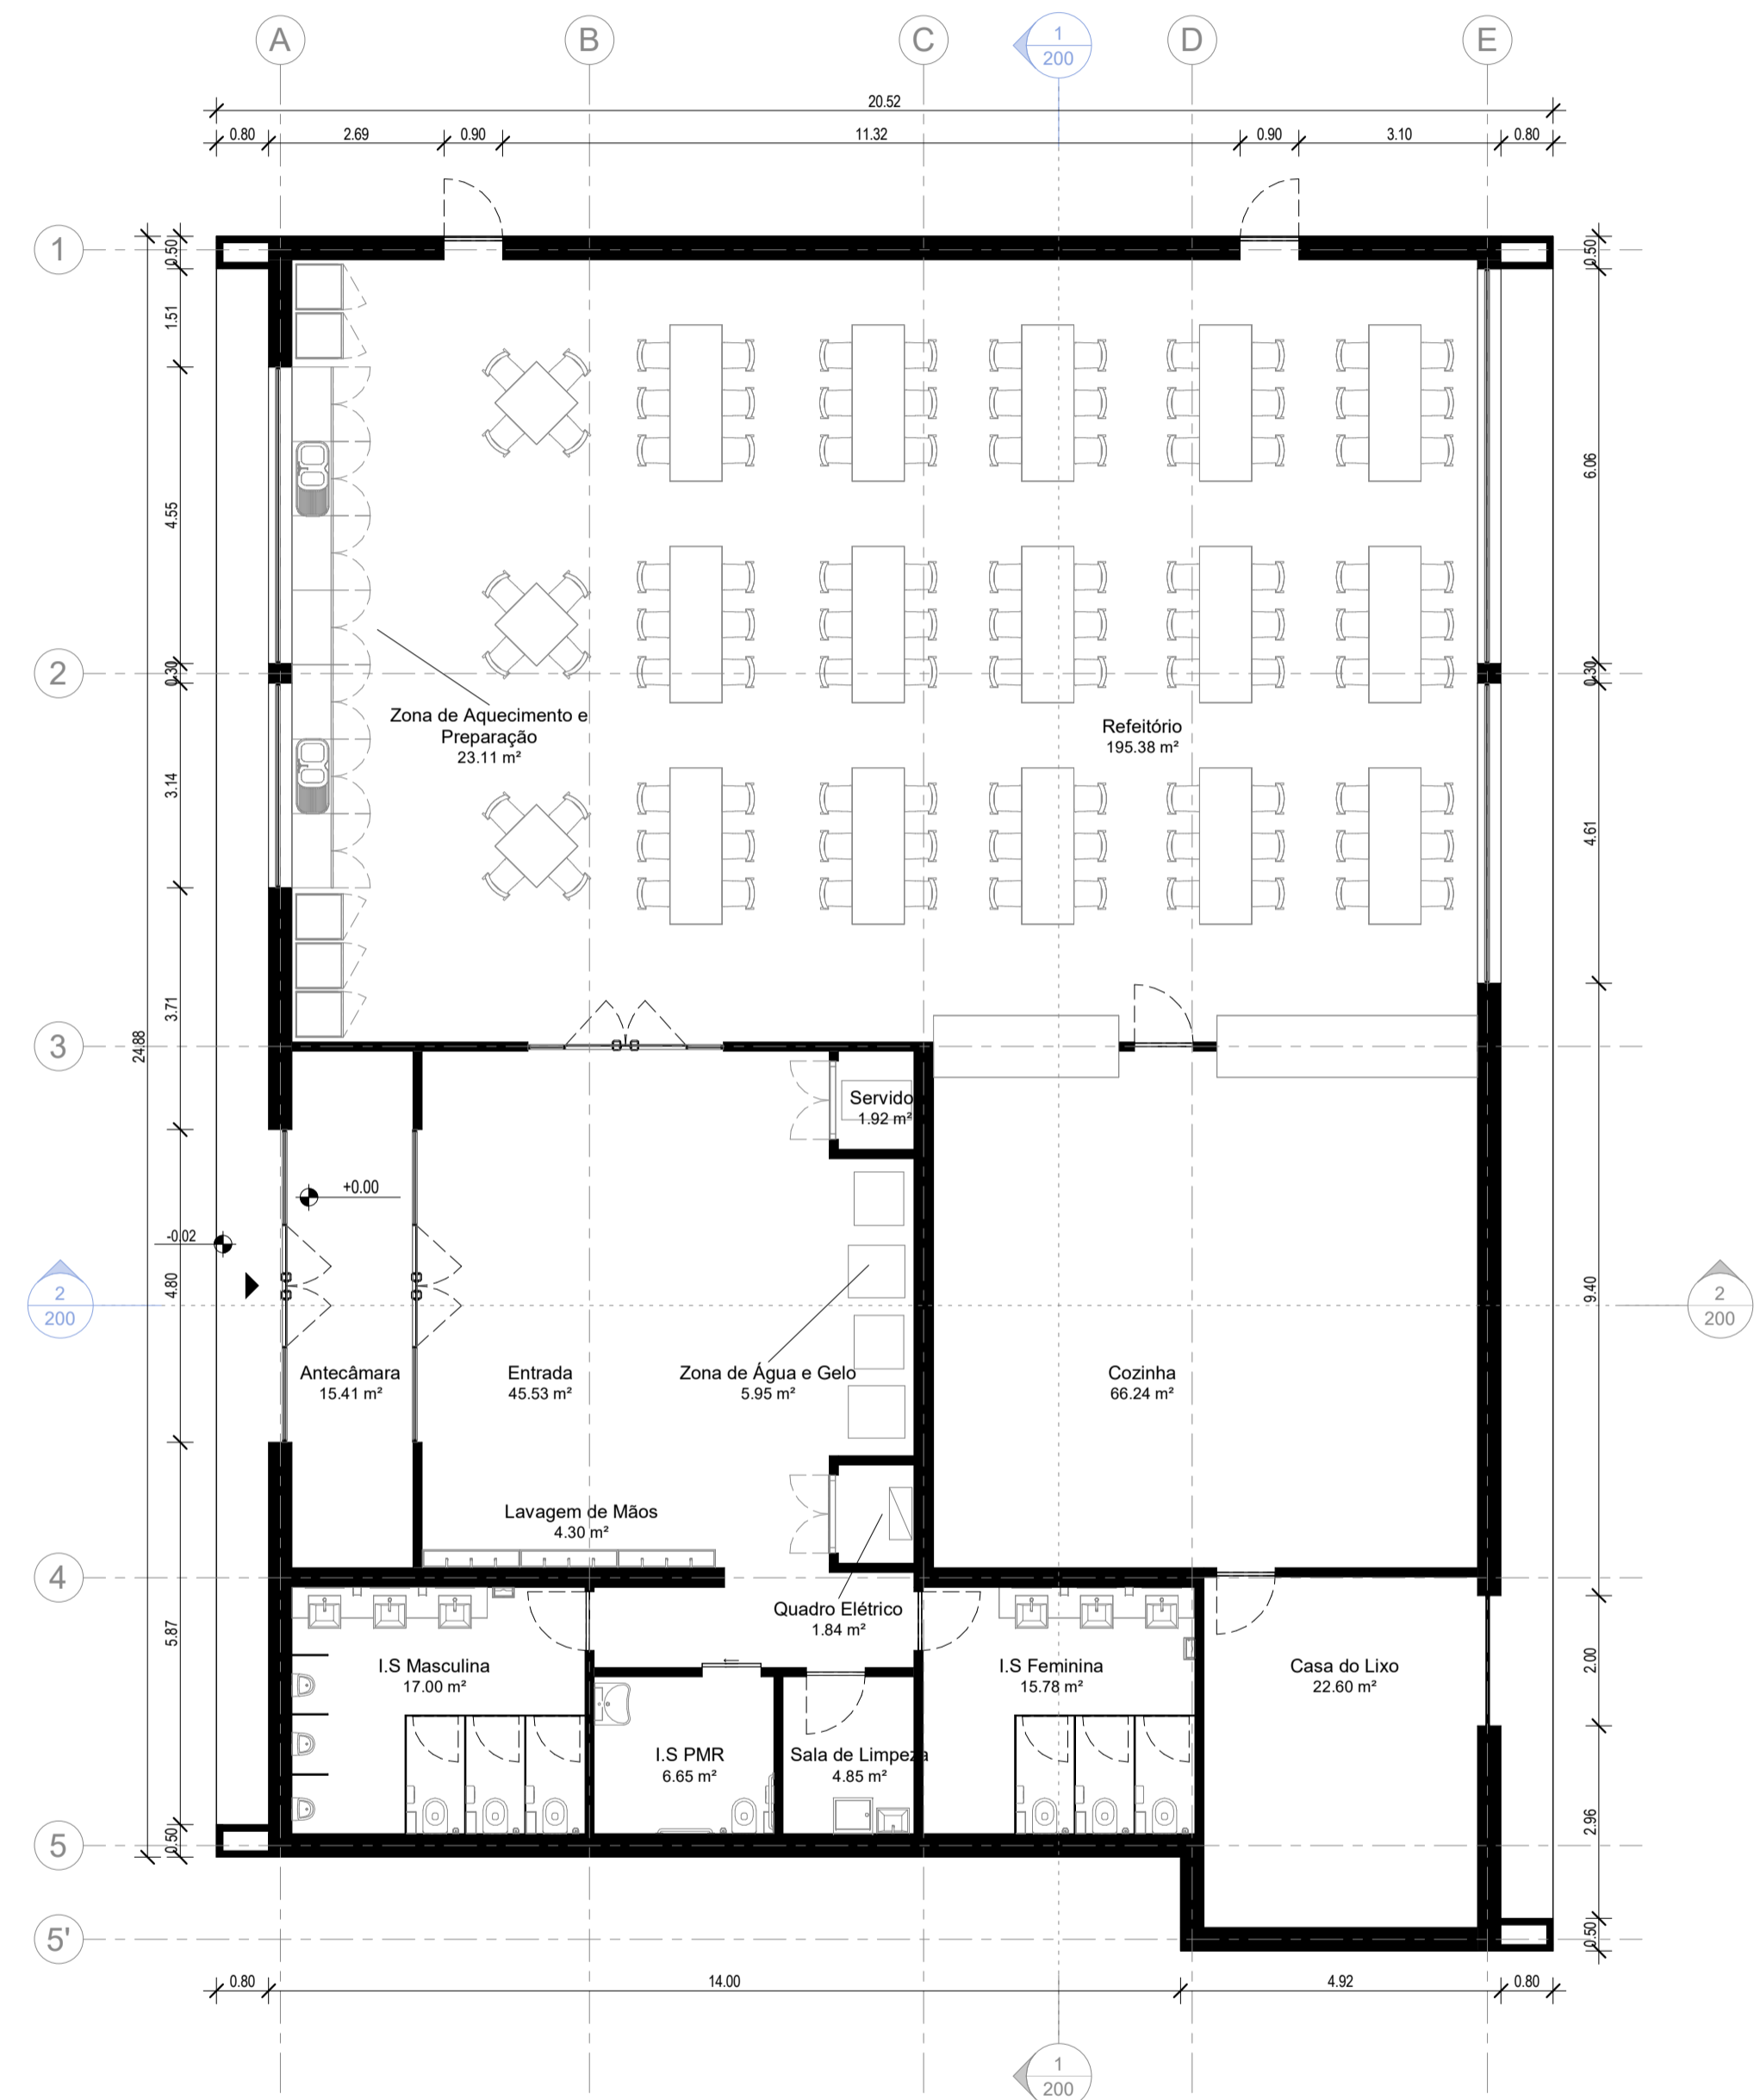 A
B
C
1
200
D
E
20.52
0.80
2.69
0.90
11.32
0.90
3.10
0.80
1
2
3
4
5
5'
24.88
0.50
1.51
4.55
0.30
3.14
3.71
4.80
5.87
0.50
0.50
6.06
0.30
4.61
9.40
2.00
2.96
0.50
Zona de Aquecimento e
Preparação
23.11 m²
Refeitório
195.38 m²
Servido
1.92 m²
+0.00
-0.02
2
200
2
200
Antecâmara
15.41 m²
Entrada
45.53 m²
Zona de Água e Gelo
5.95 m²
Cozinha
66.24 m²
Lavagem de Mãos
4.30 m²
Quadro Elétrico
1.84 m²
I.S Masculina
17.00 m²
I.S Feminina
15.78 m²
Casa do Lixo
22.60 m²
I.S PMR
6.65 m²
Sala de Limpeza
4.85 m²
0.80
14.00
4.92
0.80
1
200